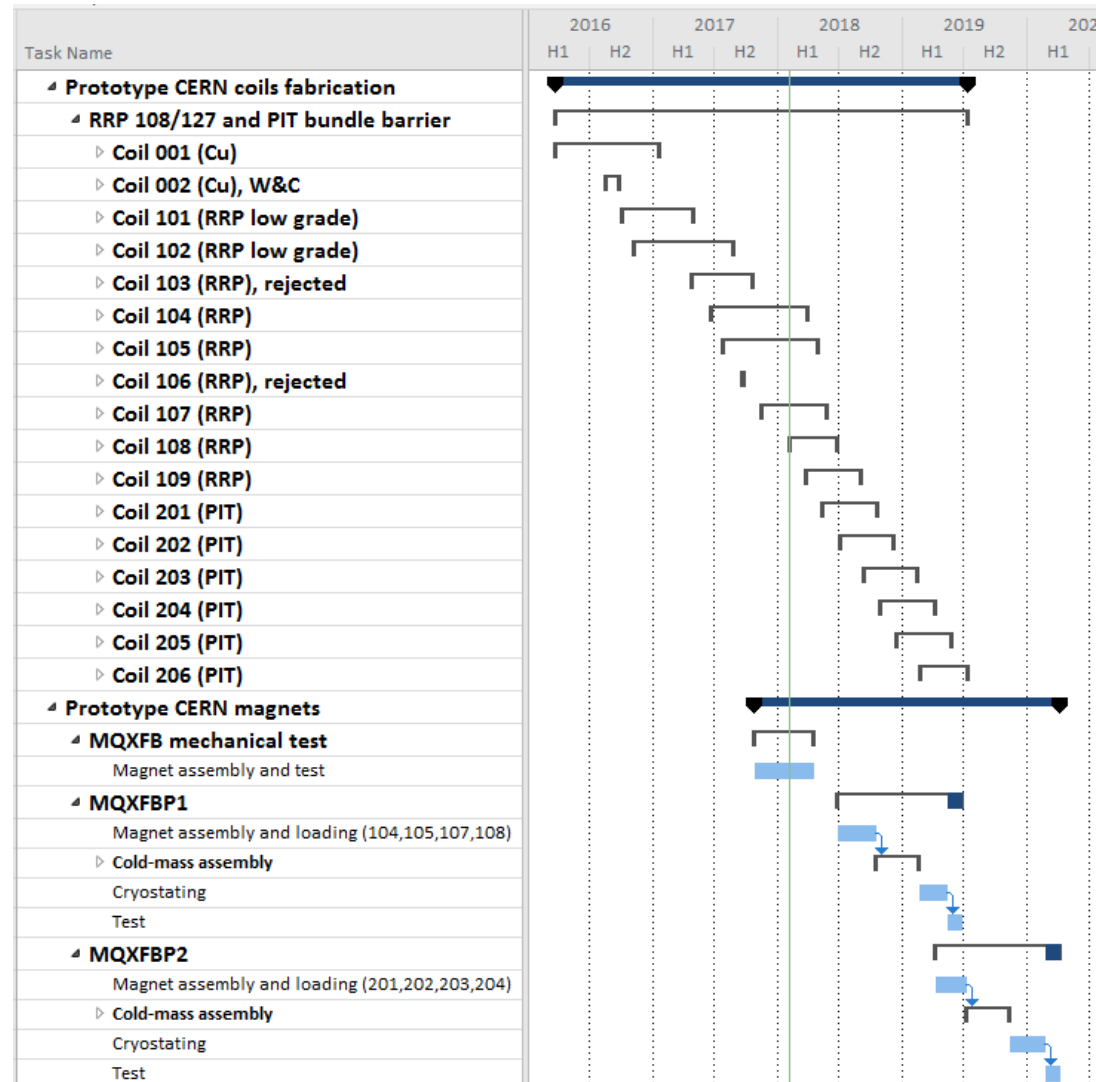 2016 2017 2018 2019 202
Task Name H1 H2 H1 H2 H1 H2 H1 H2 H1
Prototype CERN coils fabrication
RRP 108/127 and PIT bundle barrier
Coil 001 (Cu)
Coil 002 (Cu), W&C
Coil 101 (RRP low grade)
Coil 102 (RRP low grade)
Coil 103 (RRP), rejected
Coil 104 (RRP)
Coil 105 (RRP)
Coil 106 (RRP), rejected
Coil 107 (RRP)
Coil 108 (RRP)
Coil 109 (RRP)
Coil 201 (PIT)
Coil 202 (PIT)
Coil 203 (PIT)
Coil 204 (PIT)
Coil 205 (PIT)
Coil 206 (PIT)
Prototype CERN magnets
MQXFB mechanical test
Magnet assembly and test
MQXFBP1
Magnet assembly and loading (104,105,107,108)
Cold-mass assembly
Cryostating
Test
MQXFBP2
Magnet assembly and loading (201,202,203,204)
Cold-mass assembly
Cryostating
Test